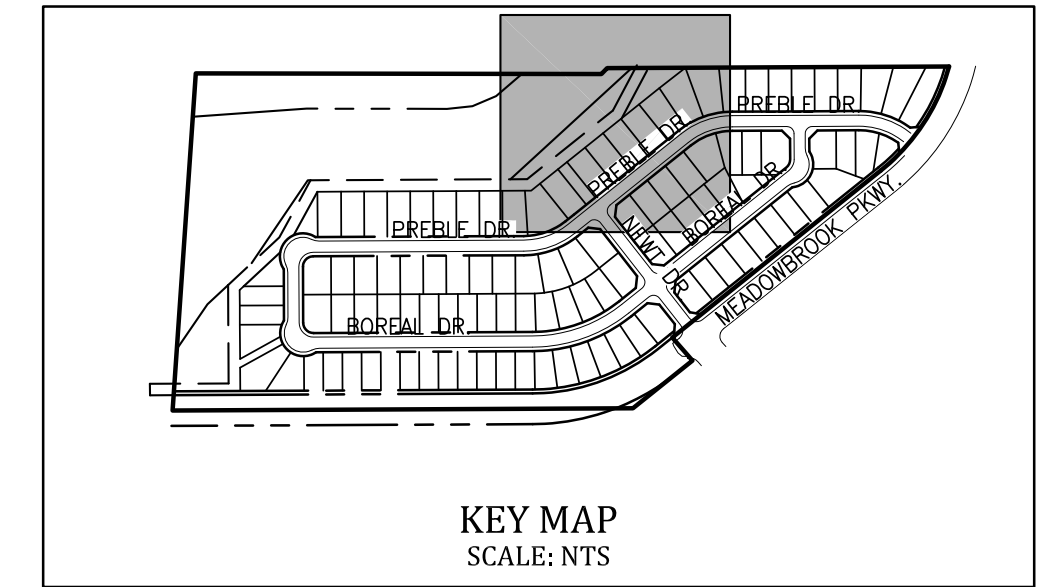 PREBLE DR.
PREBLE DR.
BOREAL DR.
PREBLE DR.
NEWT DR
MEADOWBROOK PKWY.
BOREAL DR.
KEY MAP
SCALE: NTS